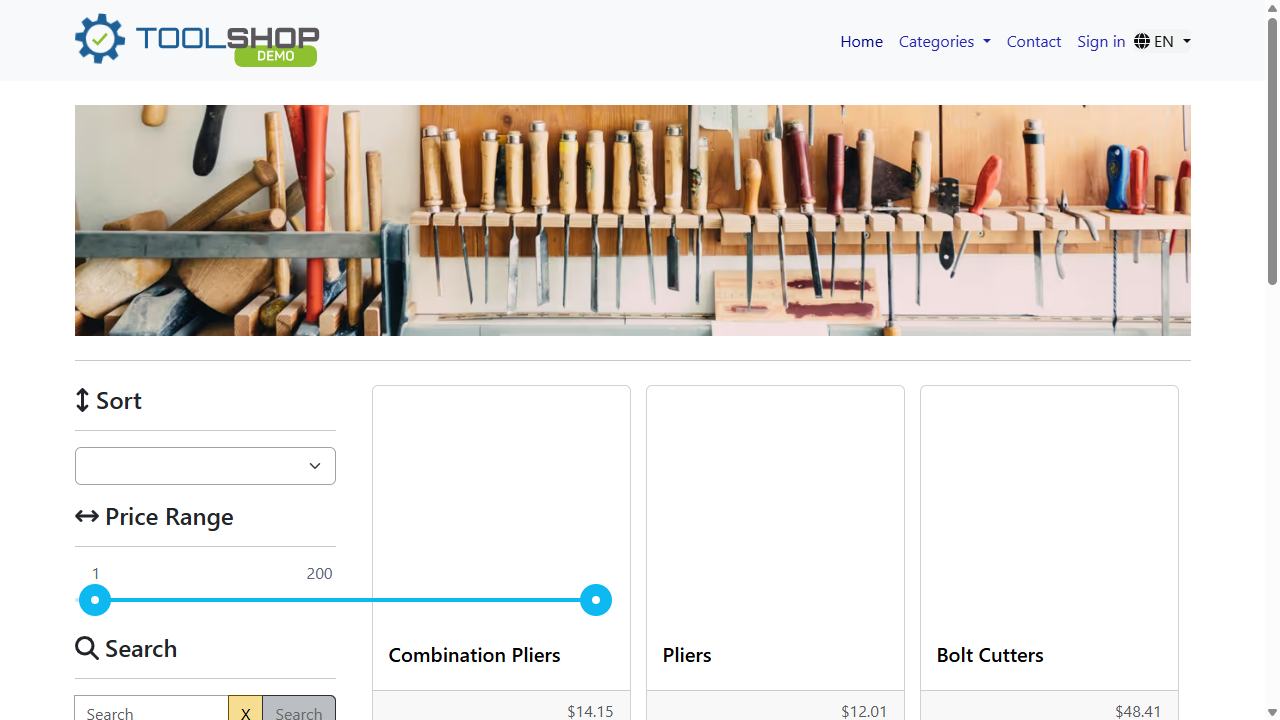 TOOLSHOP
DEMO
Home
Categories
Contact
Sign in
EN
Sort
Price Range
1
200
Search
Search
X
Search
Combination Pliers
$14.15
Pliers
$12.01
Bolt Cutters
$48.41